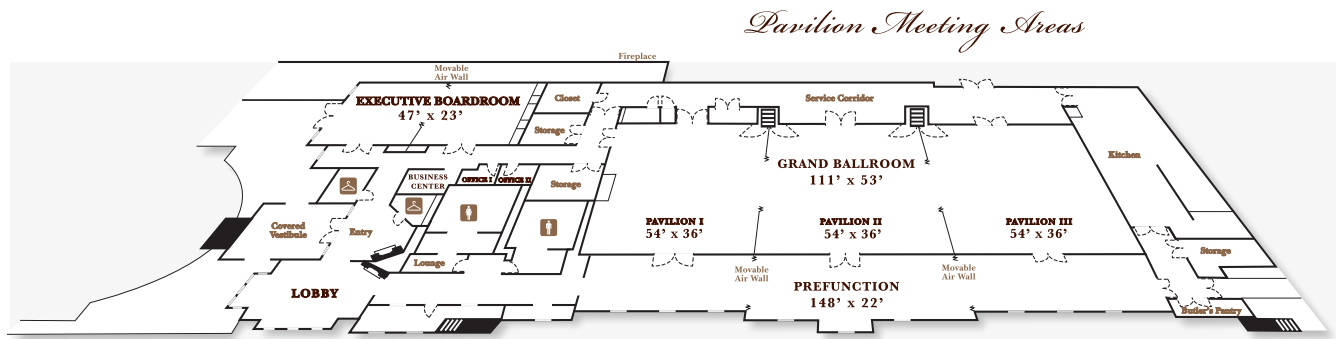 Pavilion Meeting Areas
Fireplace
Movable
Air Wall
EXECUTIVE BOARDROOM
47' x 23'
Closet
Service Corridor
Storage
Kitchen
GRAND BALLROOM
111' x 53'
BUSINESS
CENTER
OFFICE I
OFFICE II
Storage
PAVILION I
54' x 36'
PAVILION II
54' x 36'
PAVILION III
54' x 36'
Covered
Vestibule
Entry
Storage
Lounge
Movable
Air Wall
Movable
Air Wall
LOBBY
PREFUNCTION
148' x 22'
Butler's Pantry